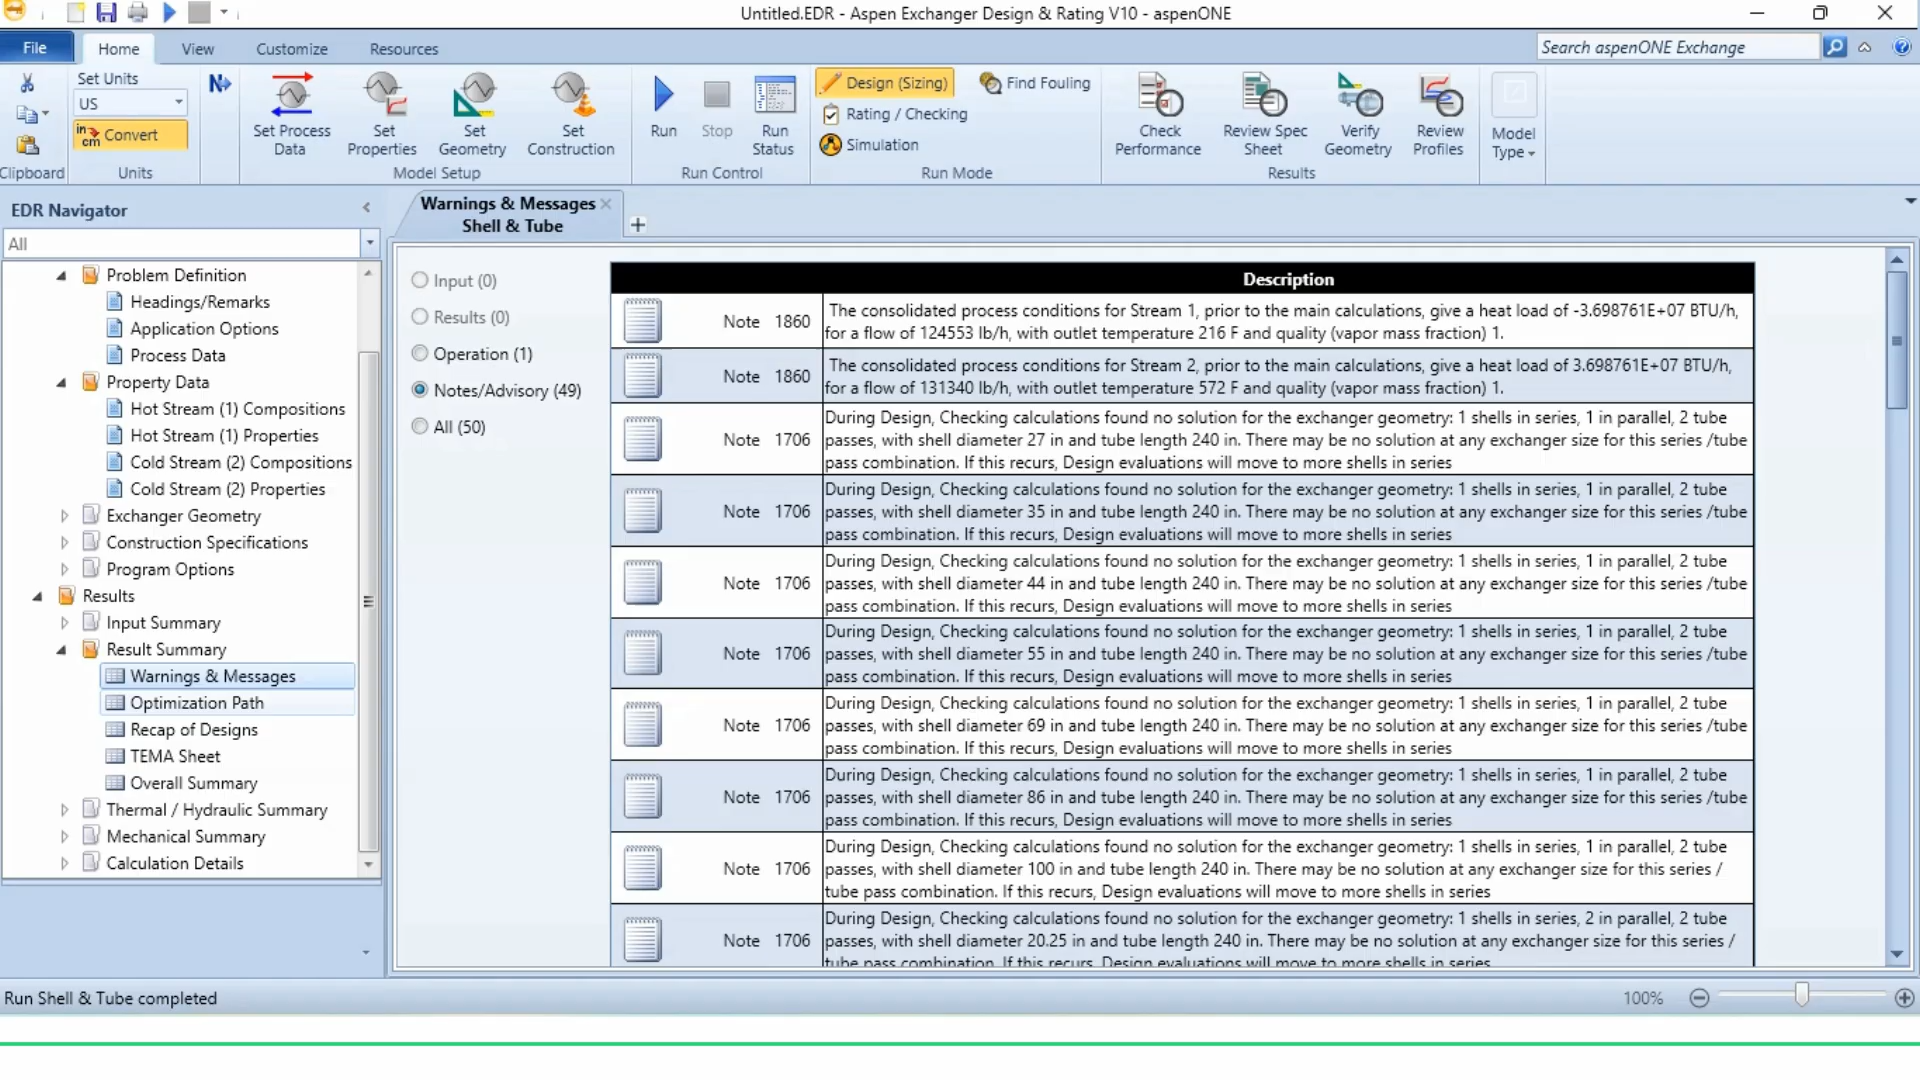 Untitled.EDR - Aspen Exchanger Design & Rating V10 - aspenONE
File
Home
View
Customize
Resources
Search aspenONE Exchange
Set Units
US
Convert
Set Process
Data
Set
Properties
Set
Geometry
Set
Construction
Run
Stop
Run
Status
Design (Sizing)
Rating / Checking
Simulation
Find Fouling
Check
Performance
Review Spec
Sheet
Verify
Geometry
Review
Profiles
Model
Type
Clipboard
Units
Model Setup
Run Control
Run Mode
Results
EDR Navigator
All
Problem Definition
Headings/Remarks
Application Options
Process Data
Property Data
Hot Stream (1) Compositions
Hot Stream (1) Properties
Cold Stream (2) Compositions
Cold Stream (2) Properties
Exchanger Geometry
Construction Specifications
Program Options
Results
Input Summary
Result Summary
Warnings & Messages
Optimization Path
Recap of Designs
TEMA Sheet
Overall Summary
Thermal / Hydraulic Summary
Mechanical Summary
Calculation Details
Warnings & Messages
Shell & Tube
Input (0)
Results (0)
Operation (1)
Notes/Advisory (49)
All (50)
Description
Note 1860
The consolidated process conditions for Stream 1, prior to the main calculations, give a heat load of -3.698761E+07 BTU/h,
for a flow of 124553 lb/h, with outlet temperature 216 F and quality (vapor mass fraction) 1.
Note 1860
The consolidated process conditions for Stream 2, prior to the main calculations, give a heat load of 3.698761E+07 BTU/h,
for a flow of 131340 lb/h, with outlet temperature 572 F and quality (vapor mass fraction) 1.
Note 1706
During Design, Checking calculations found no solution for the exchanger geometry: 1 shells in series, 1 in parallel, 2 tube
passes, with shell diameter 27 in and tube length 240 in. There may be no solution at any exchanger size for this series /tube
pass combination. If this recurs, Design evaluations will move to more shells in series
Note 1706
During Design, Checking calculations found no solution for the exchanger geometry: 1 shells in series, 1 in parallel, 2 tube
passes, with shell diameter 35 in and tube length 240 in. There may be no solution at any exchanger size for this series /tube
pass combination. If this recurs, Design evaluations will move to more shells in series
Note 1706
During Design, Checking calculations found no solution for the exchanger geometry: 1 shells in series, 1 in parallel, 2 tube
passes, with shell diameter 44 in and tube length 240 in. There may be no solution at any exchanger size for this series /tube
pass combination. If this recurs, Design evaluations will move to more shells in series
Note 1706
During Design, Checking calculations found no solution for the exchanger geometry: 1 shells in series, 1 in parallel, 2 tube
passes, with shell diameter 55 in and tube length 240 in. There may be no solution at any exchanger size for this series /tube
pass combination. If this recurs, Design evaluations will move to more shells in series
Note 1706
During Design, Checking calculations found no solution for the exchanger geometry: 1 shells in series, 1 in parallel, 2 tube
passes, with shell diameter 69 in and tube length 240 in. There may be no solution at any exchanger size for this series /tube
pass combination. If this recurs, Design evaluations will move to more shells in series
Note 1706
During Design, Checking calculations found no solution for the exchanger geometry: 1 shells in series, 1 in parallel, 2 tube
passes, with shell diameter 86 in and tube length 240 in. There may be no solution at any exchanger size for this series /tube
pass combination. If this recurs, Design evaluations will move to more shells in series
Note 1706
During Design, Checking calculations found no solution for the exchanger geometry: 1 shells in series, 1 in parallel, 2 tube
passes, with shell diameter 100 in and tube length 240 in. There may be no solution at any exchanger size for this series /
tube pass combination. If this recurs, Design evaluations will move to more shells in series
Note 1706
During Design, Checking calculations found no solution for the exchanger geometry: 1 shells in series, 2 in parallel, 2 tube
passes, with shell diameter 20.25 in and tube length 240 in. There may be no solution at any exchanger size for this series /
tube pass combination. If this recurs, Design evaluations will move to more shells in series
Run Shell & Tube completed
100%